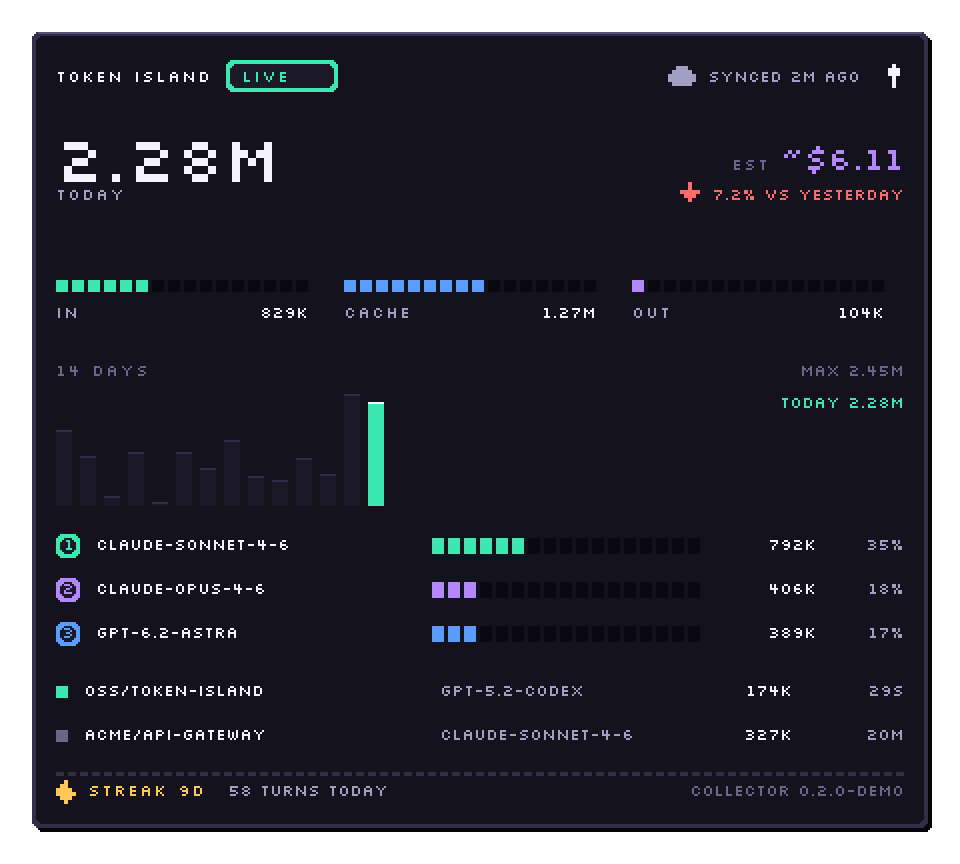 TOKEN ISLAND LIVE SYNCED 2M AGO
2.28M EST ~$6.11
TODAY 7.2% VS YESTERDAY
IN 829K CACHE 1.27M OUT 104K
14 DAYS MAX 2.45M
TODAY 2.28M
1 CLAUDE-SONNET-4-6 792K 35%
2 CLAUDE-OPUS-4-6 406K 18%
3 GPT-6.2-ASTRA 389K 17%
OSS/TOKEN-ISLAND GPT-5.2-CODEX 174K 29S
ACME/API-GATEWAY CLAUDE-SONNET-4-6 327K 20M
STREAK 9D 58 TURNS TODAY COLLECTOR 0.2.0-DEMO